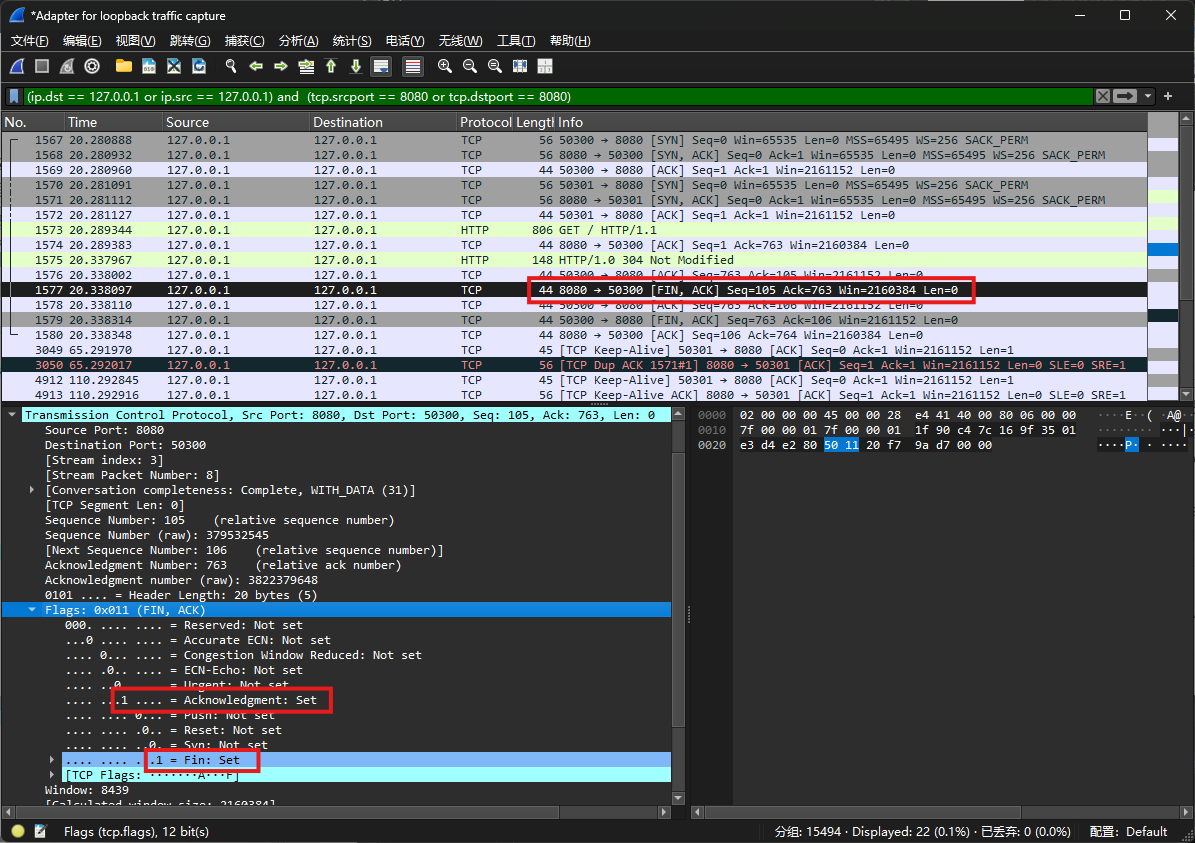 *Adapter for loopback traffic capture
文件(F) 编辑(E) 视图(V) 跳转(G) 捕获(C) 分析(A) 统计(S) 电话(Y) 无线(W) 工具(T) 帮助(H)
(ip.dst == 127.0.0.1 or ip.src == 127.0.0.1) and (tcp.srcport == 8080 or tcp.dstport == 8080)
No. Time Source Destination Protocol Length Info
1567 20.280888 127.0.0.1 127.0.0.1 TCP 56 50300 → 8080 [SYN] Seq=0 Win=65535 Len=0 MSS=65495 WS=256 SACK_PERM
1568 20.280932 127.0.0.1 127.0.0.1 TCP 56 8080 → 50300 [SYN, ACK] Seq=0 Ack=1 Win=65535 Len=0 MSS=65495 WS=256 SACK_PERM
1569 20.280960 127.0.0.1 127.0.0.1 TCP 44 50300 → 8080 [ACK] Seq=1 Ack=1 Win=2161152 Len=0
1570 20.281091 127.0.0.1 127.0.0.1 TCP 56 50301 → 8080 [SYN] Seq=0 Win=65535 Len=0 MSS=65495 WS=256 SACK_PERM
1571 20.281112 127.0.0.1 127.0.0.1 TCP 56 8080 → 50301 [SYN, ACK] Seq=0 Ack=1 Win=65535 Len=0 MSS=65495 WS=256 SACK_PERM
1572 20.281127 127.0.0.1 127.0.0.1 TCP 44 50301 → 8080 [ACK] Seq=1 Ack=1 Win=2161152 Len=0
1573 20.289344 127.0.0.1 127.0.0.1 HTTP 806 GET / HTTP/1.1
1574 20.289383 127.0.0.1 127.0.0.1 TCP 44 8080 → 50300 [ACK] Seq=1 Ack=763 Win=2160384 Len=0
1575 20.337967 127.0.0.1 127.0.0.1 HTTP 148 HTTP/1.0 304 Not Modified
1576 20.338002 127.0.0.1 127.0.0.1 TCP 44 50300 → 8080 [ACK] Seq=763 Ack=105 Win=2161152 Len=0
1577 20.338097 127.0.0.1 127.0.0.1 TCP 44 8080 → 50300 [FIN, ACK] Seq=105 Ack=763 Win=2160384 Len=0
1578 20.338110 127.0.0.1 127.0.0.1 TCP 44 50300 → 8080 [ACK] Seq=763 Ack=106 Win=2161152 Len=0
1579 20.338314 127.0.0.1 127.0.0.1 TCP 44 50300 → 8080 [FIN, ACK] Seq=763 Ack=106 Win=2161152 Len=0
1580 20.338348 127.0.0.1 127.0.0.1 TCP 44 8080 → 50300 [ACK] Seq=106 Ack=764 Win=2160384 Len=0
3049 65.291970 127.0.0.1 127.0.0.1 TCP 45 [TCP Keep-Alive] 50301 → 8080 [ACK] Seq=0 Ack=1 Win=2161152 Len=1
3050 65.292017 127.0.0.1 127.0.0.1 TCP 56 [TCP Dup ACK 1571#1] 8080 → 50301 [ACK] Seq=1 Ack=1 Win=2161152 Len=0 SLE=0 SRE=1
4912 110.292845 127.0.0.1 127.0.0.1 TCP 45 [TCP Keep-Alive] 50301 → 8080 [ACK] Seq=0 Ack=1 Win=2161152 Len=1
4913 110.292916 127.0.0.1 127.0.0.1 TCP 56 [TCP Dup ACK 1571#2] 8080 → 50301 [ACK] Seq=1 Ack=1 Win=2161152 Len=0 SLE=0 SRE=1
Transmission Control Protocol, Src Port: 8080, Dst Port: 50300, Seq: 105, Ack: 763, Len: 0
Source Port: 8080
Destination Port: 50300
[Stream index: 3]
[Stream Packet Number: 8]
[Conversation completeness: Complete, WITH_DATA (31)]
[TCP Segment Len: 0]
Sequence Number: 105 (relative sequence number)
Sequence Number (raw): 379532545
[Next Sequence Number: 106 (relative sequence number)]
Acknowledgment Number: 763 (relative ack number)
Acknowledgment number (raw): 3822379648
0101 .... = Header Length: 20 bytes (5)
Flags: 0x011 (FIN, ACK)
000. .... .... = Reserved: Not set
...0 .... .... = Accurate ECN: Not set
.... 0... .... = Congestion Window Reduced: Not set
.... .0.. .... = ECN-Echo: Not set
.... ..0. .... = Urgent: Not set
.... ...1 .... = Acknowledgment: Set
.... .... 0... = Push: Not set
.... .... .0.. = Reset: Not set
.... .... ..0. = Syn: Not set
.... .... ...1 = Fin: Set
[TCP Flags: ·······A···F]
Window: 8439
[Calculated window size: 2160384]
0000 02 00 00 00 45 00 00 28 e4 41 40 00 80 06 00 00 ····E··( ·A@·····
0010 7f 00 00 01 7f 00 00 01 1f 90 c4 7c 16 9f 35 01 ········ ···|··5·
0020 e3 d4 e2 80 50 11 20 f7 9a d7 00 00 ····P· · ····
Flags (tcp.flags), 12 bit(s)
分组: 15494 · Displayed: 22 (0.1%) · 已丢弃: 0 (0.0%)
配置: Default